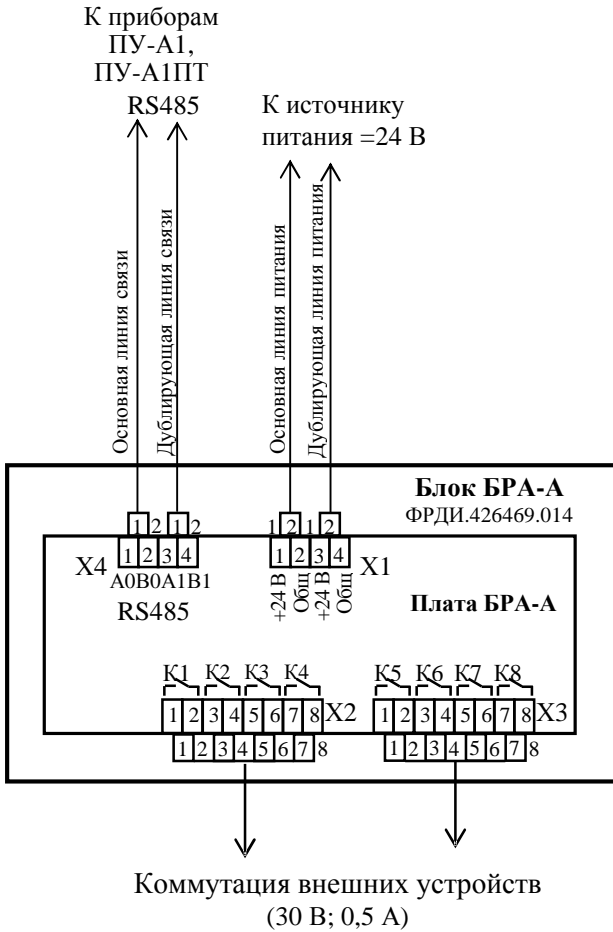 К приборам
ПУ-А1,
ПУ-А1ПТ
RS485
К источнику
питания =24 В
Основная линия связи
Дублирующая линия связи
Основная линия питания
Дублирующая линия питания
Блок БРА-А
ФРДИ.426469.014
1 2 1 2
1 2 1 2
X4 1 2 3 4
1 2 3 4 X1
A0B0A1B1
RS485
+24 В
Общ
+24 В
Общ
Плата БРА-А
К1 К2 К3 К4
К5 К6 К7 К8
1 2 3 4 5 6 7 8 X2
1 2 3 4 5 6 7 8 X3
1 2 3 4 5 6 7 8
1 2 3 4 5 6 7 8
Коммутация внешних устройств
(30 В; 0,5 А)